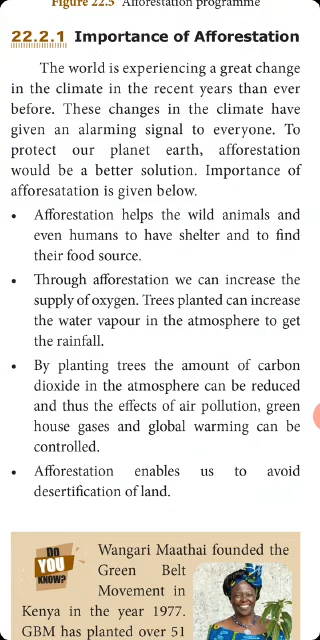 Figure 22.5 Afforestation programme
22.2.1 Importance of Afforestation
The world is experiencing a great change
in the climate in the recent years than ever
before. These changes in the climate have
given an alarming signal to everyone. To
protect our planet earth, afforestation
would be a better solution. Importance of
afforesatation is given below.
• Afforestation helps the wild animals and
even humans to have shelter and to find
their food source.
• Through afforestation we can increase the
supply of oxygen. Trees planted can increase
the water vapour in the atmosphere to get
the rainfall.
• By planting trees the amount of carbon
dioxide in the atmosphere can be reduced
and thus the effects of air pollution, green
house gases and global warming can be
controlled.
• Afforestation enables us to avoid
desertification of land.
DO
YOU
KNOW?
Wangari Maathai founded the
Green Belt
Movement in
Kenya in the year 1977.
GBM has planted over 51